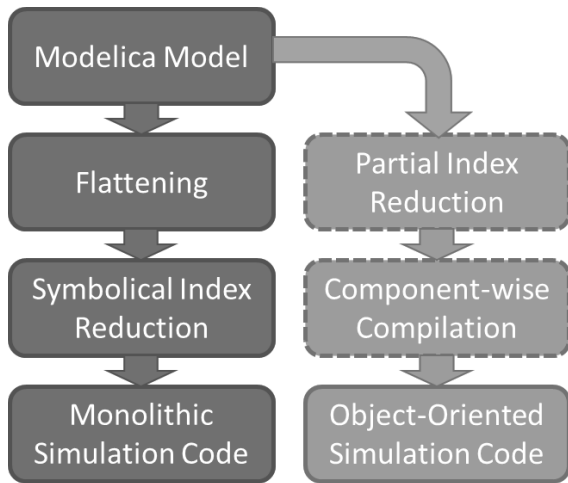 Modelica Model
Flattening
Symbolical Index
Reduction
Monolithic
Simulation Code
Partial Index
Reduction
Component-wise
Compilation
Object-Oriented
Simulation Code